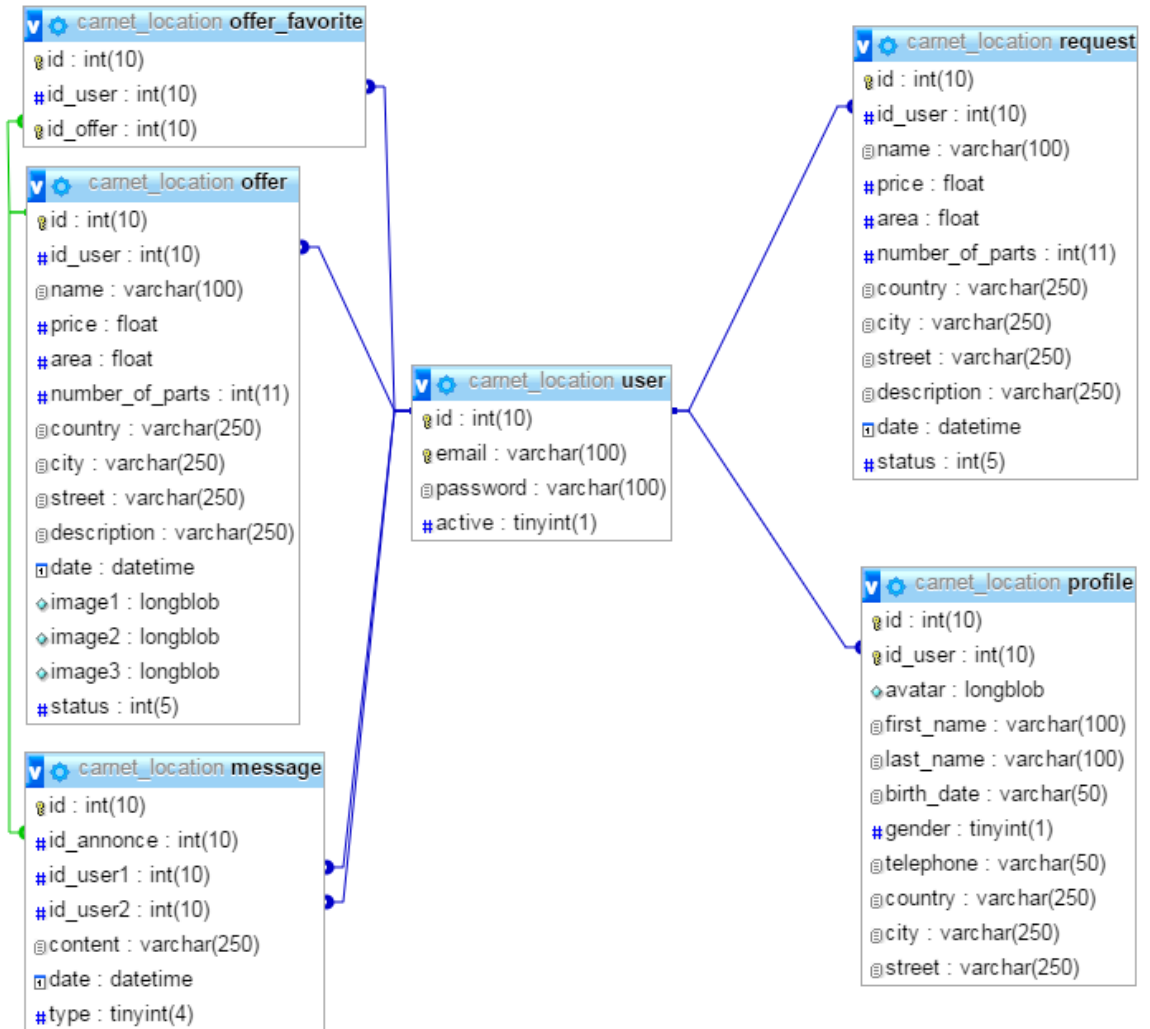 carnet_location offer_favorite
id : int(10)
#id_user : int(10)
id_offer : int(10)
carnet_location offer
id : int(10)
#id_user : int(10)
name : varchar(100)
#price : float
#area : float
#number_of_parts : int(11)
country : varchar(250)
city : varchar(250)
street : varchar(250)
description : varchar(250)
date : datetime
image1 : longblob
image2 : longblob
image3 : longblob
#status : int(5)
carnet_location message
id : int(10)
#id_annonce : int(10)
#id_user1 : int(10)
#id_user2 : int(10)
content : varchar(250)
date : datetime
#type : tinyint(4)
v carnet_location user
id : int(10)
email : varchar(100)
password : varchar(100)
#active : tinyint(1)
carnet_location request
id : int(10)
#id_user : int(10)
name : varchar(100)
#price : float
#area : float
#number_of_parts : int(11)
country : varchar(250)
city : varchar(250)
street : varchar(250)
description : varchar(250)
date : datetime
#status : int(5)
carnet_location profile
id : int(10)
id_user : int(10)
avatar : longblob
first_name : varchar(100)
last_name : varchar(100)
birth_date : varchar(50)
#gender : tinyint(1)
telephone : varchar(50)
country : varchar(250)
city : varchar(250)
street : varchar(250)